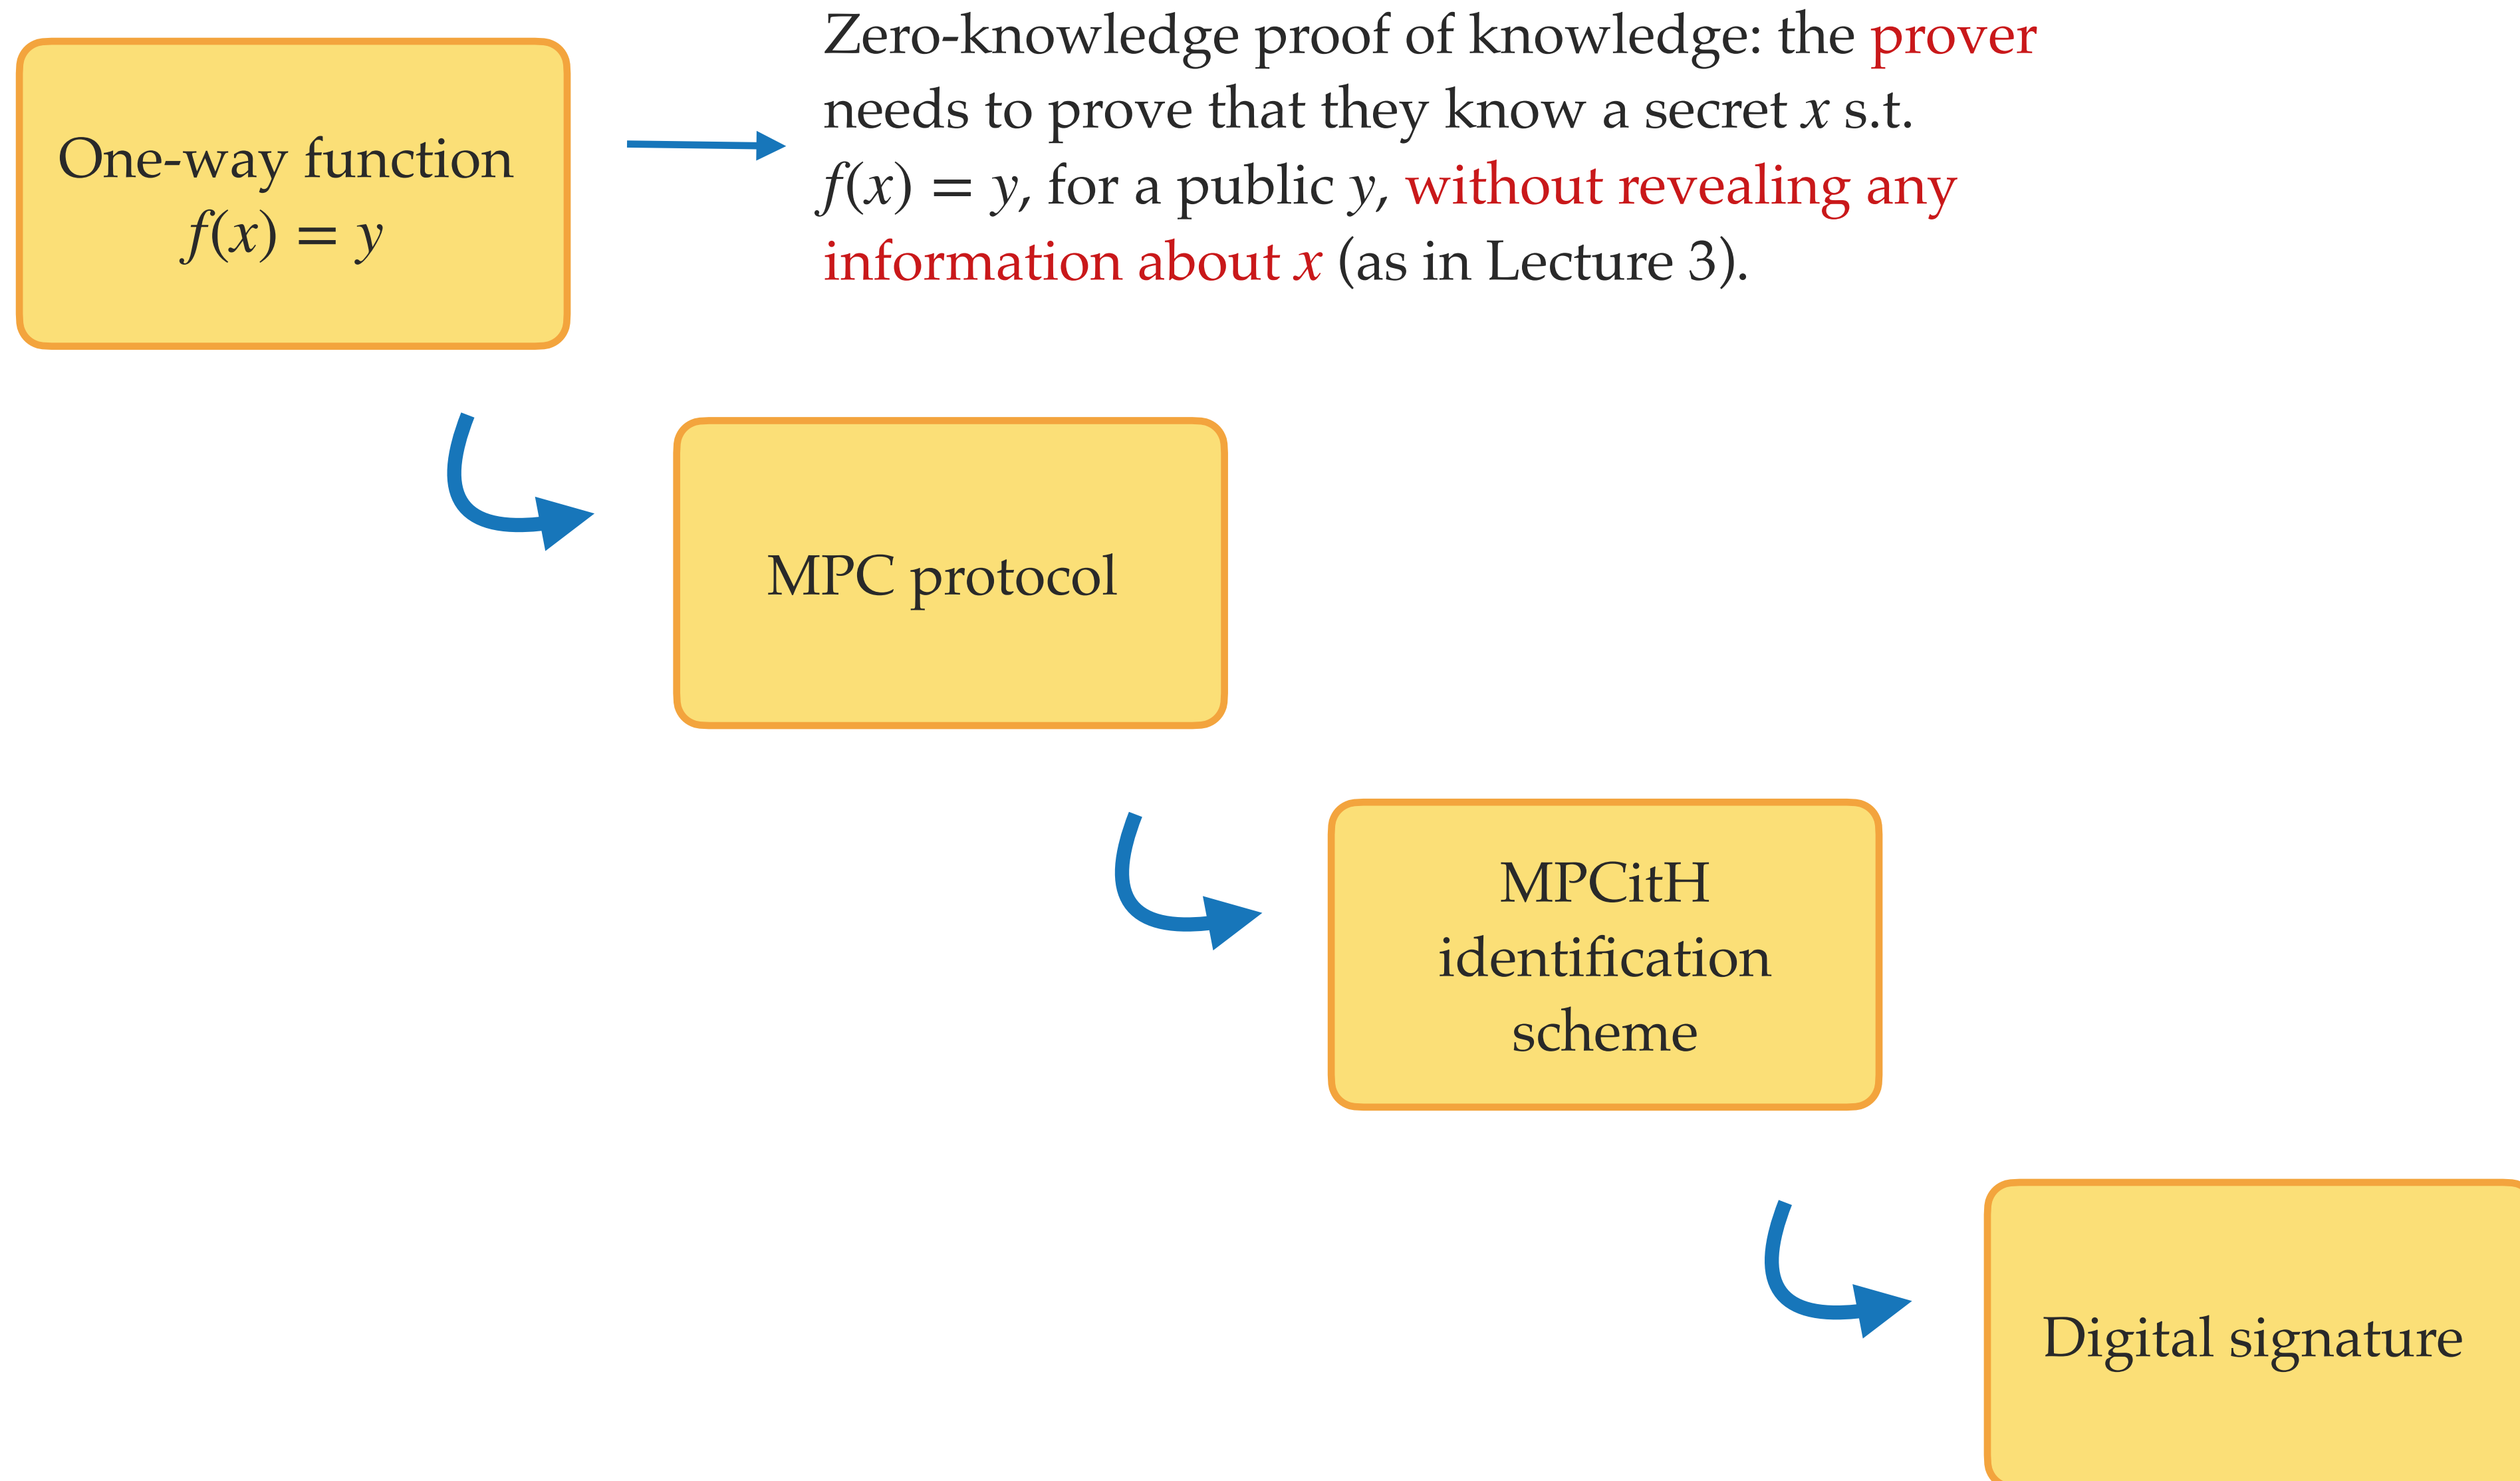 One-way function
f(x) = y
Zero-knowledge proof of knowledge: the prover
needs to prove that they know a secret x s.t.
f(x) = y, for a public y, without revealing any
information about x (as in Lecture 3).
MPC protocol
MPCitH
identification
scheme
Digital signature